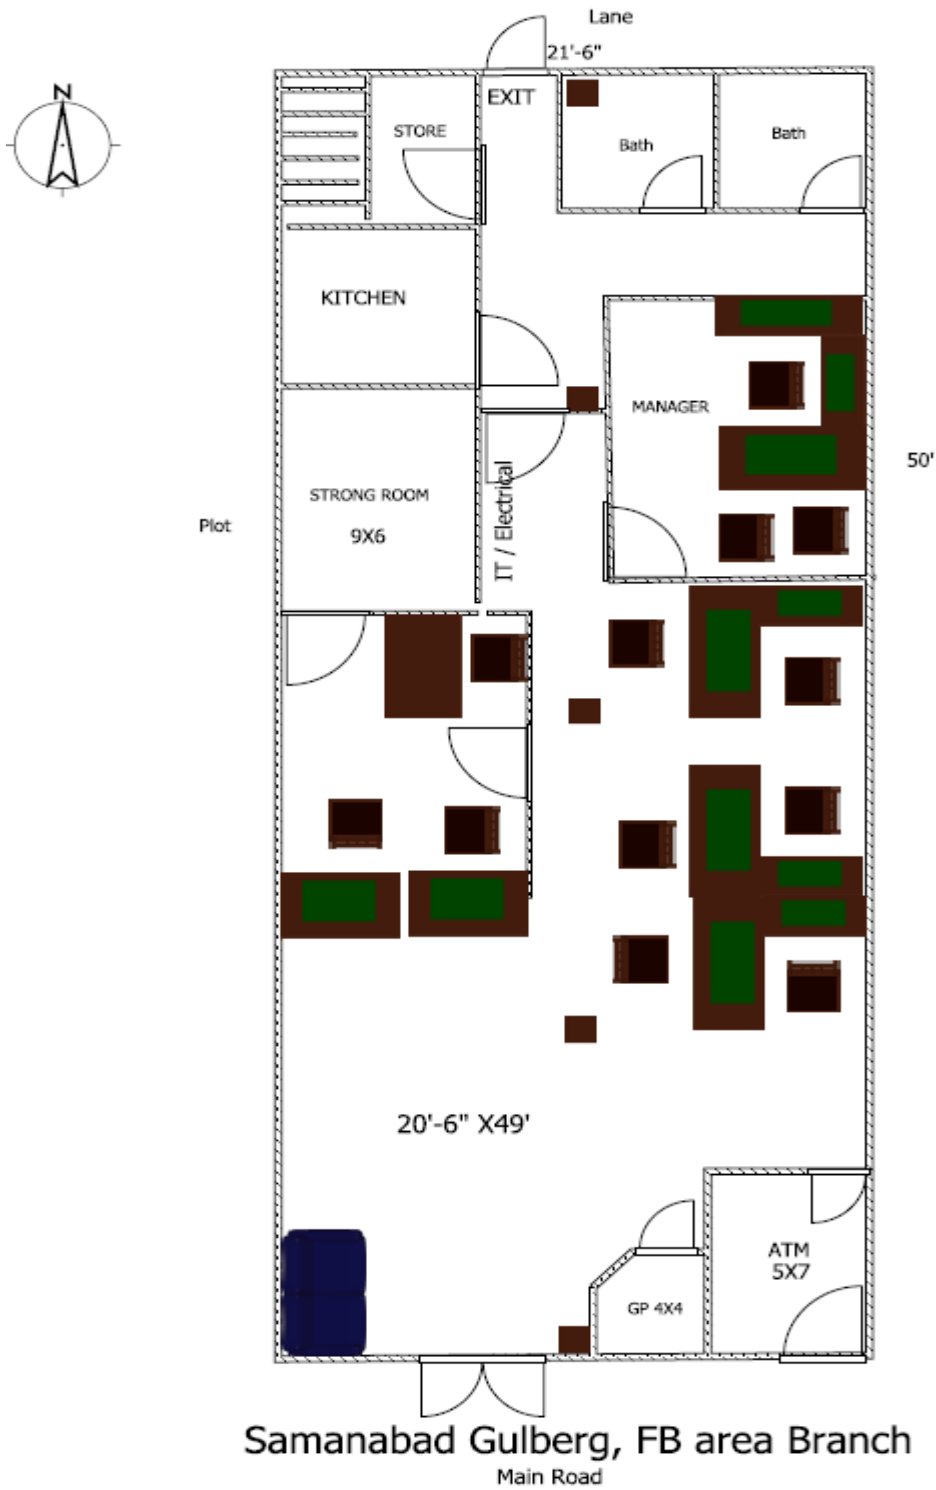 Lane
21'-6"
N
EXIT
STORE
Bath
Bath
KITCHEN
MANAGER
50'
STRONG ROOM
9X6
IT / Electrical
Plot
20'-6" X49'
ATM
5X7
GP 4X4
Samanabad Gulberg, FB area Branch
Main Road